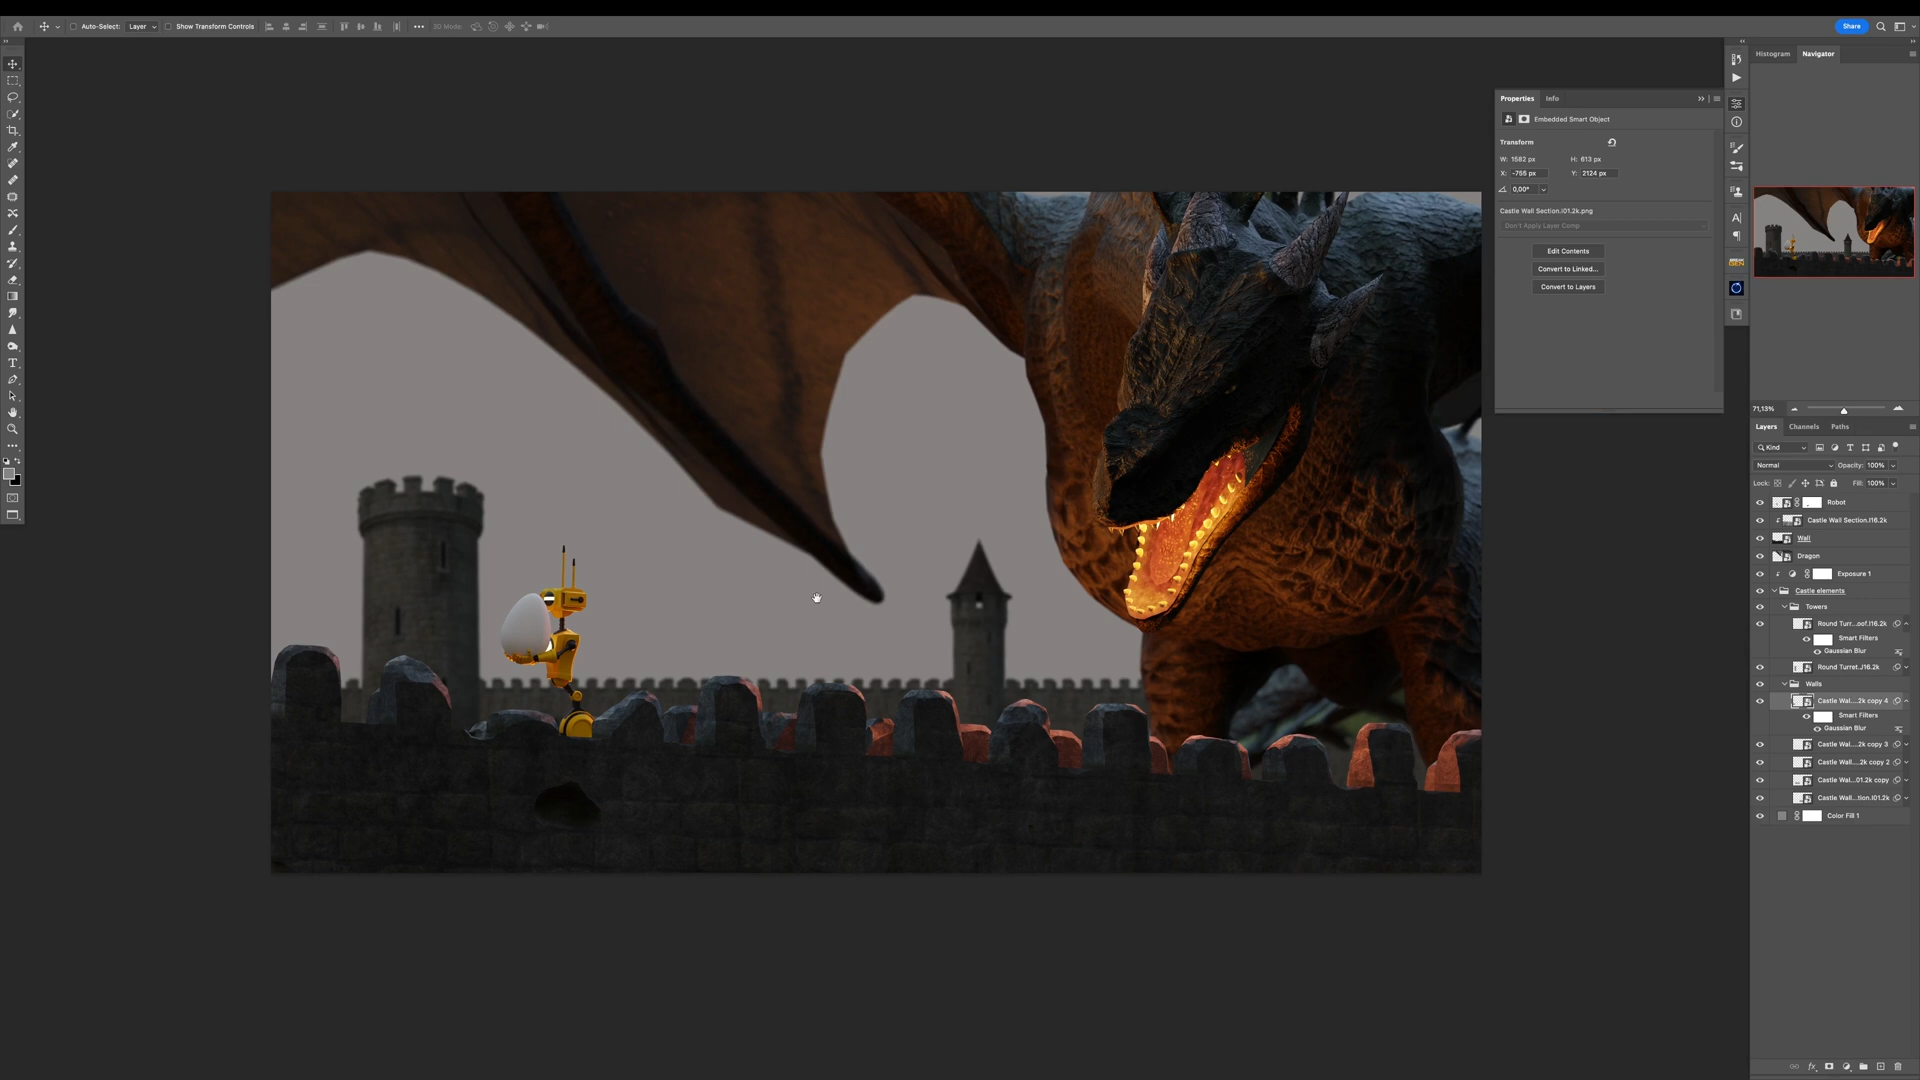 Auto-Select:
Layer
Show Transform Controls
3D Mode:
Share
Histogram
Navigator
Properties
Info
Embedded Smart Object
Transform
W: 1582 px
H: 613 px
X: -755 px
Y: 2124 px
0,00°
Castle Wall Section.I01.2k.png
Don't Apply Layer Comp
Edit Contents
Convert to Linked...
Convert to Layers
71,13%
Layers
Channels
Paths
Kind
Normal
Opacity: 100%
Lock:
Fill: 100%
Robot
Castle Wall Section.I16.2k
Wall
Dragon
Exposure 1
Castle elements
Towers
Round Turr...oof.I16.2k
Smart Filters
Gaussian Blur
Round Turret.J16.2k
Walls
Castle Wal....2k copy 4
Smart Filters
Gaussian Blur
Castle Wal....2k copy 3
Castle Wall....2k copy 2
Castle Wal...01.2k copy
Castle Wall...tion.I01.2k
Color Fill 1